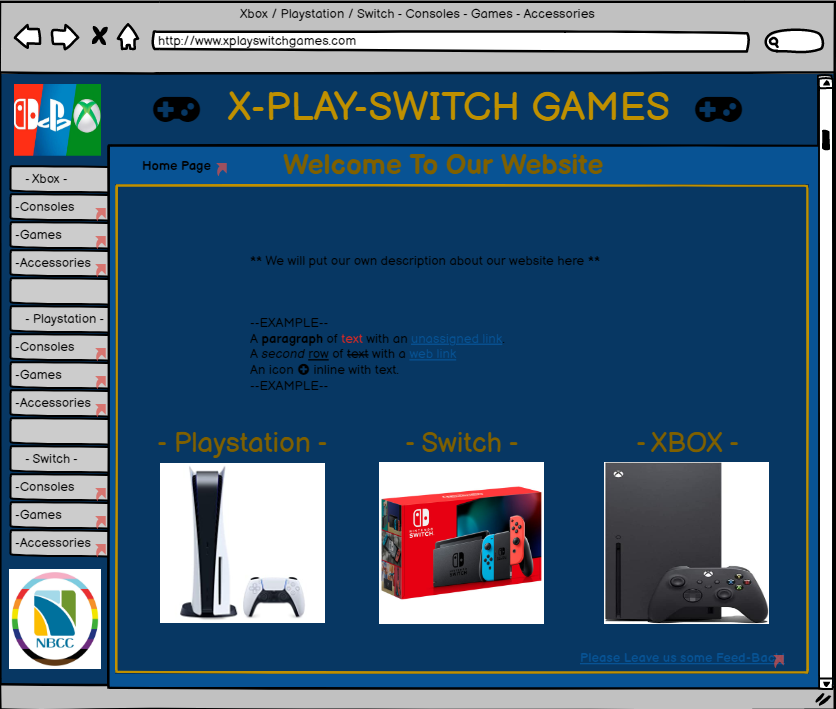 Xbox / Playstation / Switch - Consoles - Games - Accessories
http://www.xplayswitchgames.com
X-PLAY-SWITCH GAMES
Home Page
Welcome To Our Website
- Xbox -
-Consoles
-Games
-Accessories
- Playstation -
-Consoles
-Games
-Accessories
- Switch -
-Consoles
-Games
-Accessories
NBCC
** We will put our own description about our website here **
--EXAMPLE--
A paragraph of text with an unassigned link.
A second row of text with a web link
An icon inline with text.
--EXAMPLE--
- Playstation -
- Switch -
- XBOX -
NINTENDO
SWITCH
Please Leave us some Feed-Back